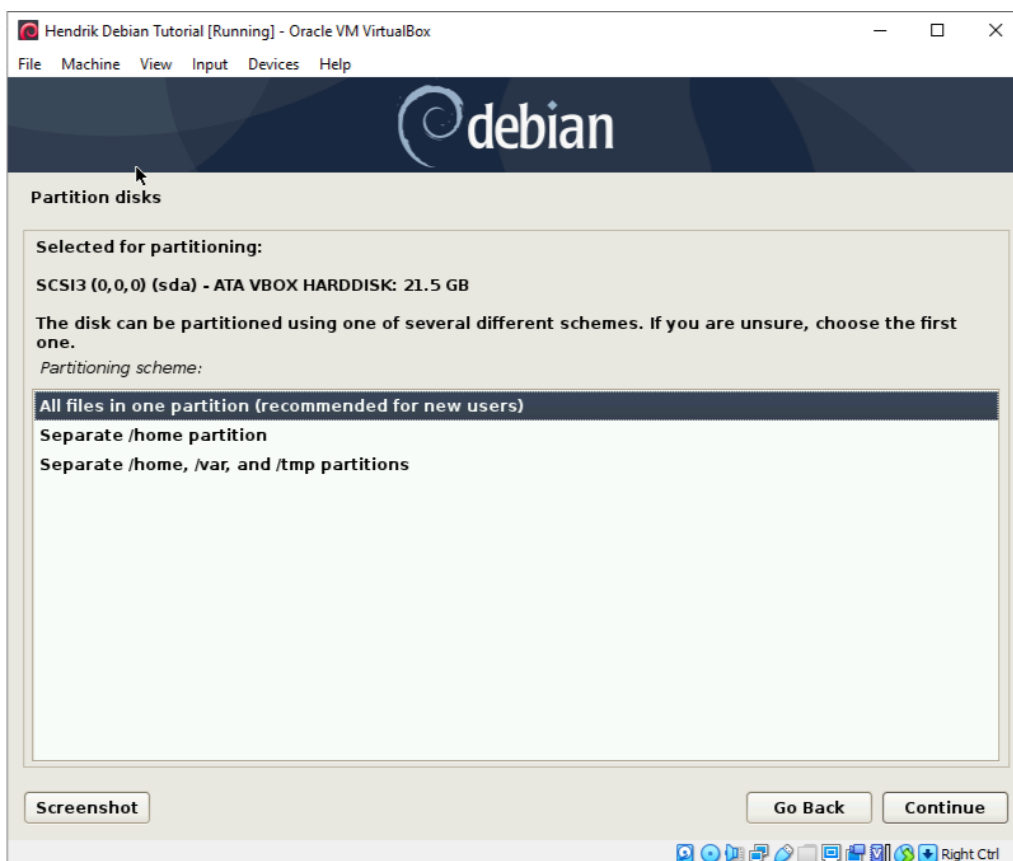 Hendrik Debian Tutorial [Running] - Oracle VM VirtualBox
File Machine View Input Devices Help
debian
Partition disks
Selected for partitioning:
SCSI3 (0,0,0) (sda) - ATA VBOX HARDDISK: 21.5 GB
The disk can be partitioned using one of several different schemes. If you are unsure, choose the first
one.
Partitioning scheme:
All files in one partition (recommended for new users)
Separate /home partition
Separate /home, /var, and /tmp partitions
Screenshot Go Back Continue
Right Ctrl